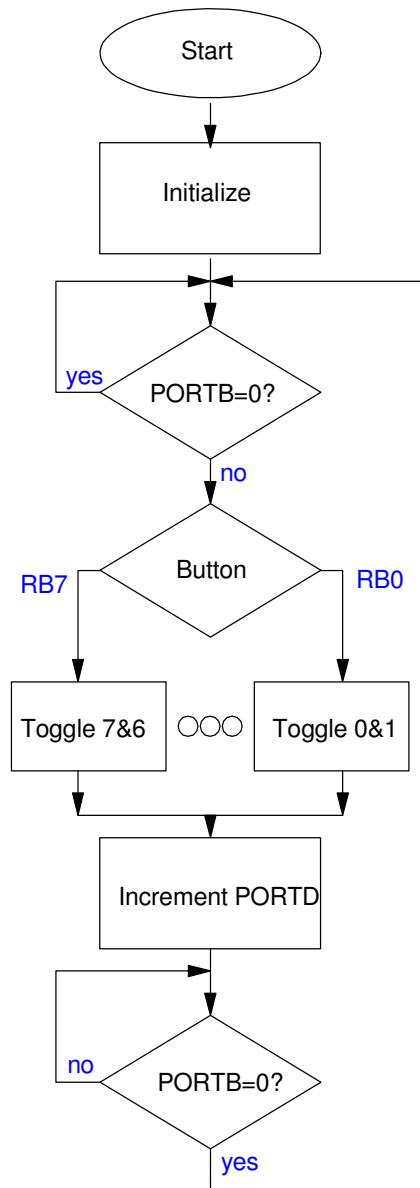 Start
Initialize
yes
PORTB=0?
no
Button
RB7
RB0
Toggle 7&6
Toggle 0&1
Increment PORTD
no
PORTB=0?
yes